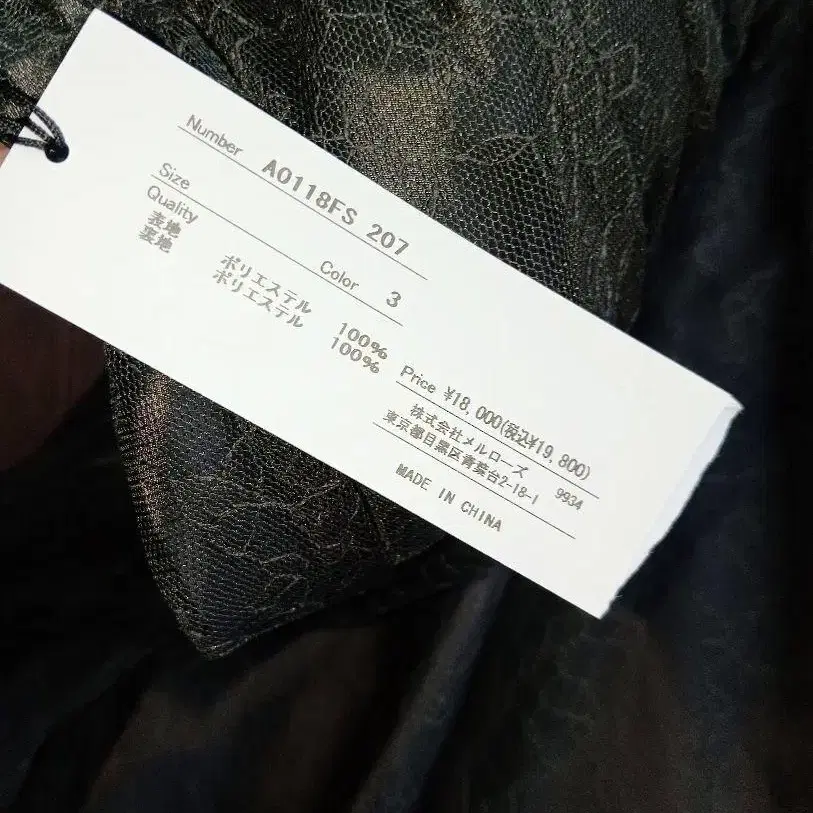 Number A0118FS 207
Size Color 3
Quality
表地 ポリエステル 100%
裏地 ポリエステル 100%
Price ¥18,000(税込¥19,800)
株式会社メルローズ
東京都目黒区青葉台2-18-1 9934
MADE IN CHINA